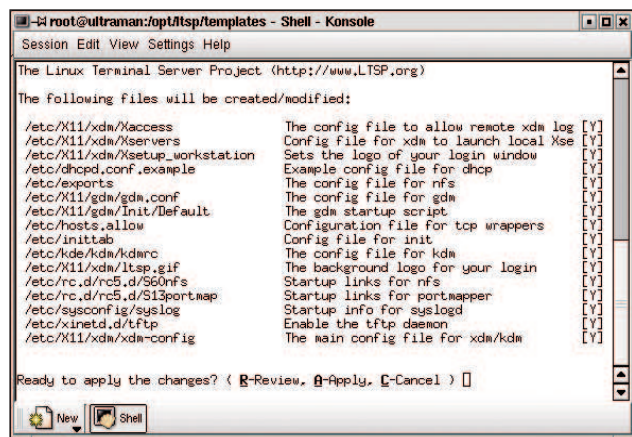 root@ultraman:/opt/ltsp/templates - Shell - Konsole
Session Edit View Settings Help
The Linux Terminal Server Project (http://www.LTSP.org)
The following files will be created/modified:
/etc/X11/xdm/Xaccess The config file to allow remote xdm log [Y]
/etc/X11/xdm/Xservers Config file for xdm to launch local Xse [Y]
/etc/X11/xdm/Xsetup_workstation Sets the logo of your login window [Y]
/etc/dhcpd.conf.example Example config file for dhcp [Y]
/etc/exports The config file for nfs [Y]
/etc/X11/gdm/gdm.conf The config file for gdm [Y]
/etc/X11/gdm/Init/Default The gdm startup script [Y]
/etc/hosts.allow Configuration file for tcp wrappers [Y]
/etc/inittab Config file for init [Y]
/etc/kde/kdm/kdmrc The config file for kdm [Y]
/etc/X11/xdm/ltsp.gif The background logo for your login [Y]
/etc/rc.d/rc5.d/S60nfs Startup links for nfs [Y]
/etc/rc.d/rc5.d/S13portmap Startup links for portmapper [Y]
/etc/sysconfig/syslog Startup info for syslogd [Y]
/etc/xinetd.d/tftp Enable the tftp daemon [Y]
/etc/X11/xdm/xdm-config The main config file for xdm/kdm [Y]
Ready to apply the changes? ( R-Review, A-Apply, C-Cancel )
New Shell